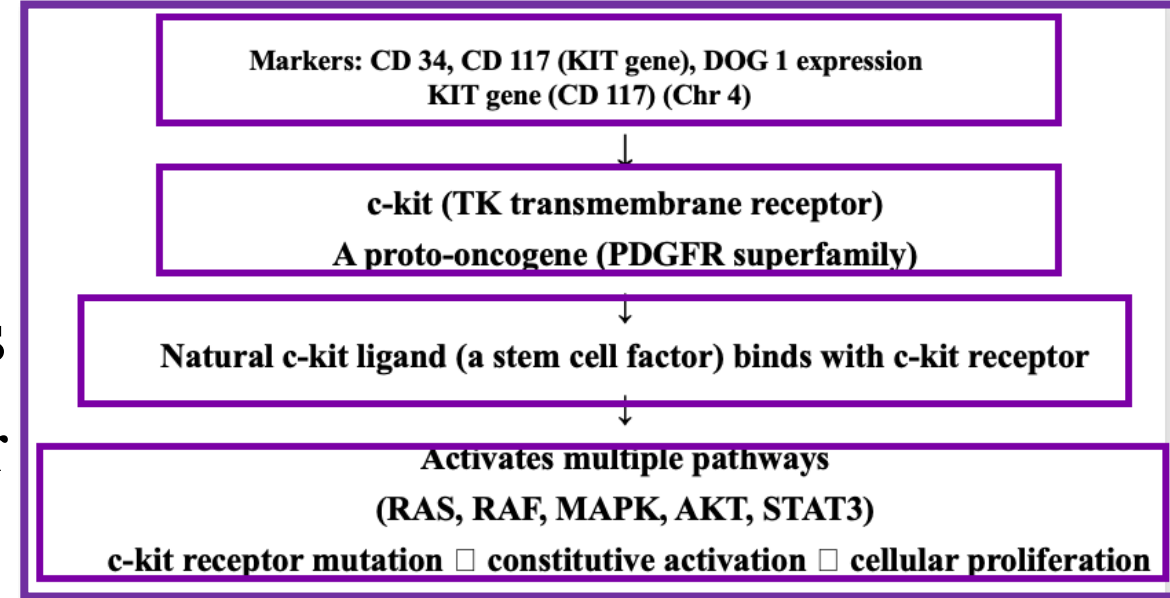 Markers: CD 34, CD 117 (KIT gene), DOG 1 expression
KIT gene (CD 117) (Chr 4)
↓
c-kit (TK transmembrane receptor)
A proto-oncogene (PDGFR superfamily)
↓
Natural c-kit ligand (a stem cell factor) binds with c-kit receptor
↓
Activates multiple pathways
(RAS, RAF, MAPK, AKT, STAT3)
c-kit receptor mutation □ constitutive activation □ cellular proliferation